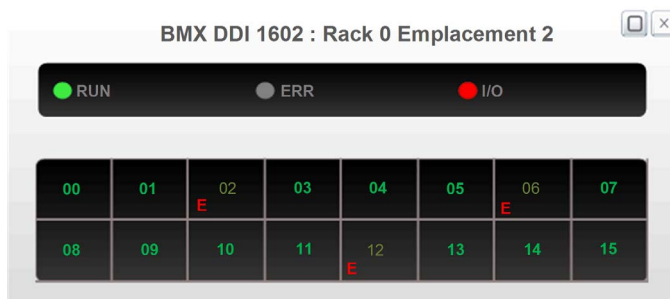 BMX DDI 1602 : Rack 0 Emplacement 2
RUN ERR I/O
00 01 E 02 03 04 05 E 06 07
08 09 10 11 E 12 13 14 15